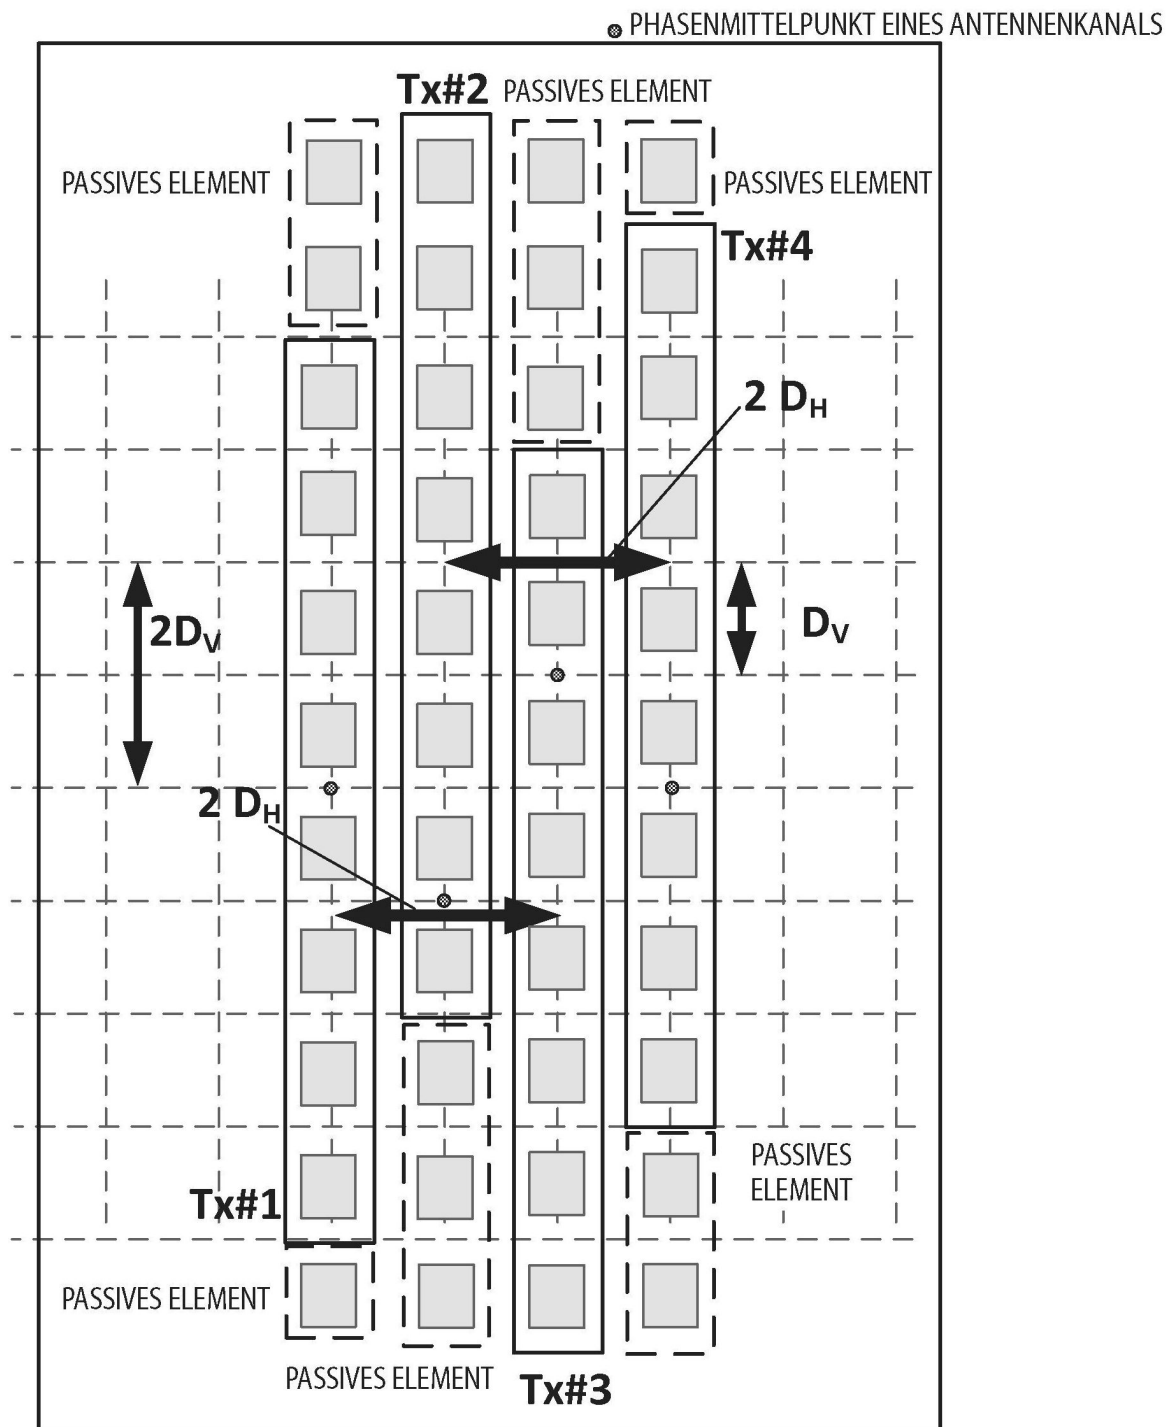 PHASENMITTELPUNKT EINES ANTENNENKANALS
Tx#2
PASSIVES ELEMENT
PASSIVES ELEMENT
PASSIVES ELEMENT
Tx#4
2 DH
2DV
DV
2 DH
PASSIVES
ELEMENT
Tx#1
PASSIVES ELEMENT
PASSIVES ELEMENT
Tx#3